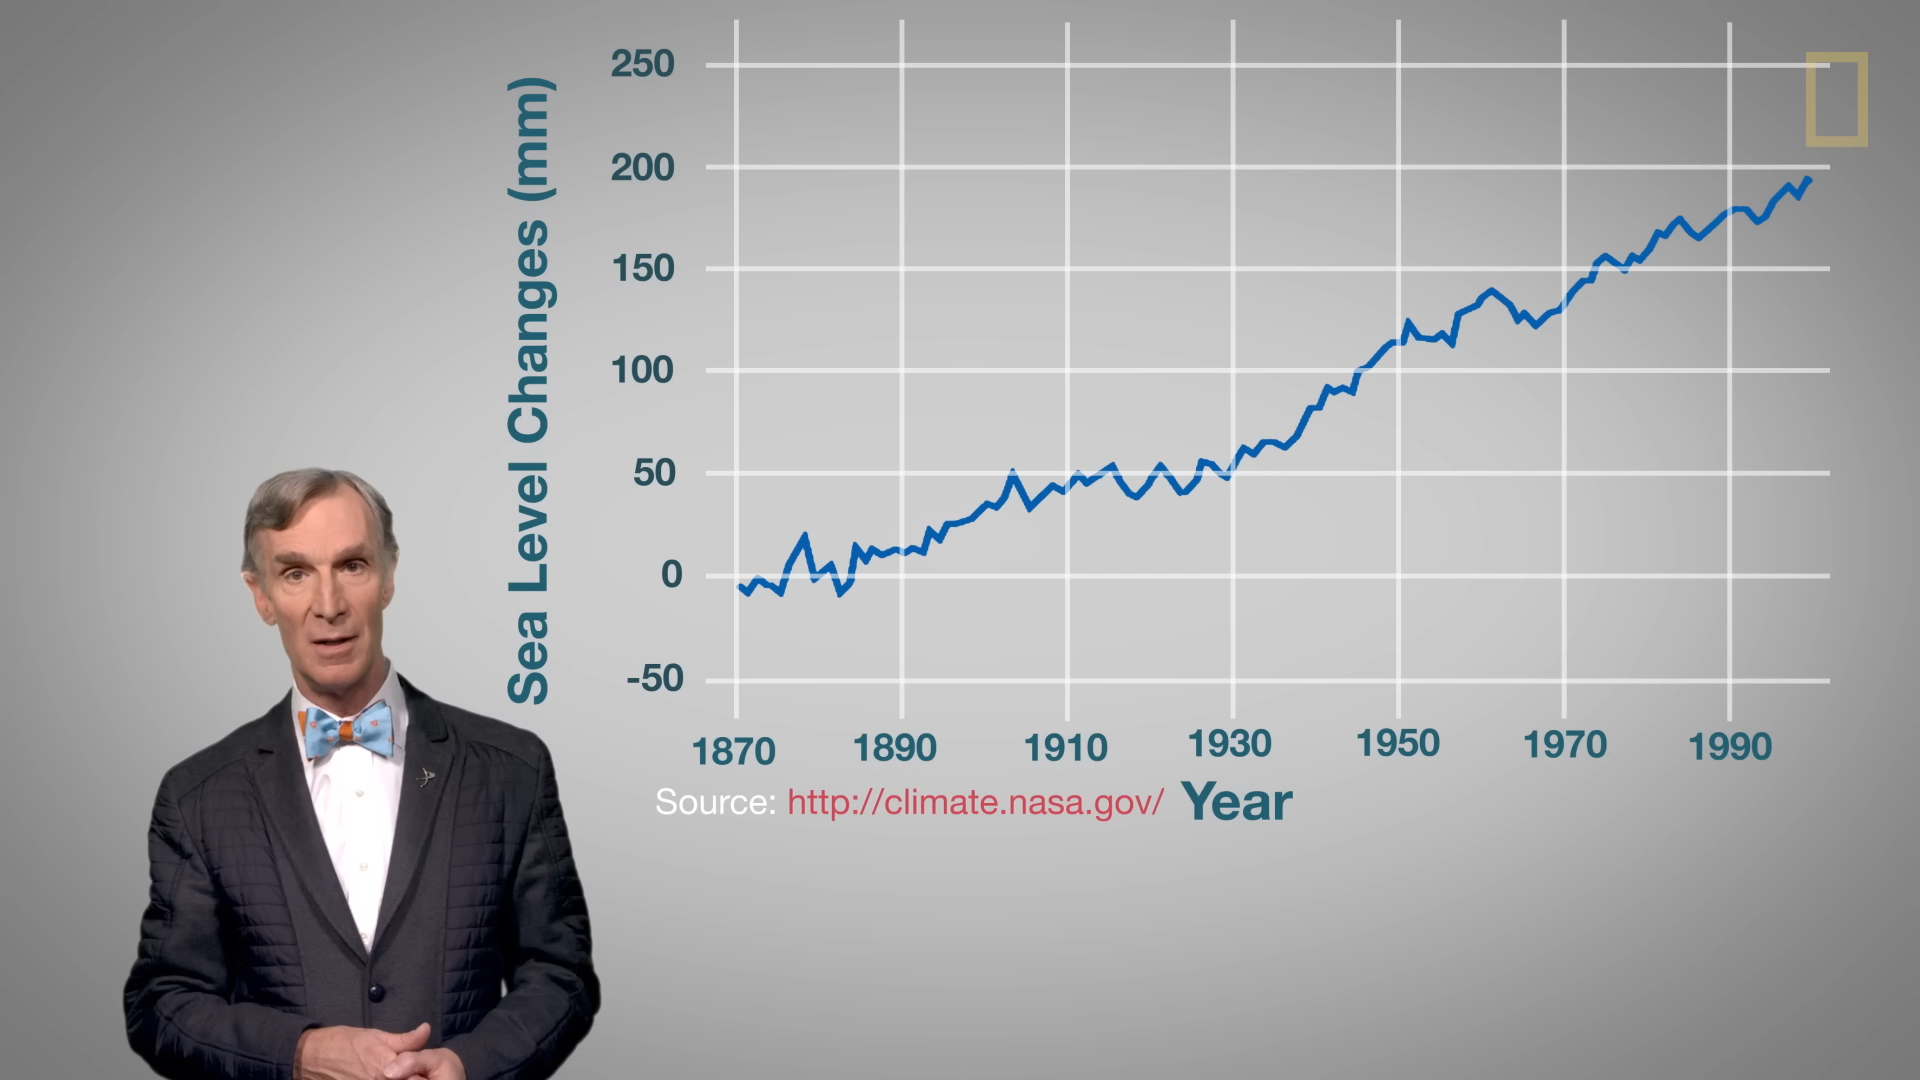 Sea Level Changes (mm)
250
200
150
100
50
0
-50
1870 1890 1910 1930 1950 1970 1990
Source: http://climate.nasa.gov/ Year